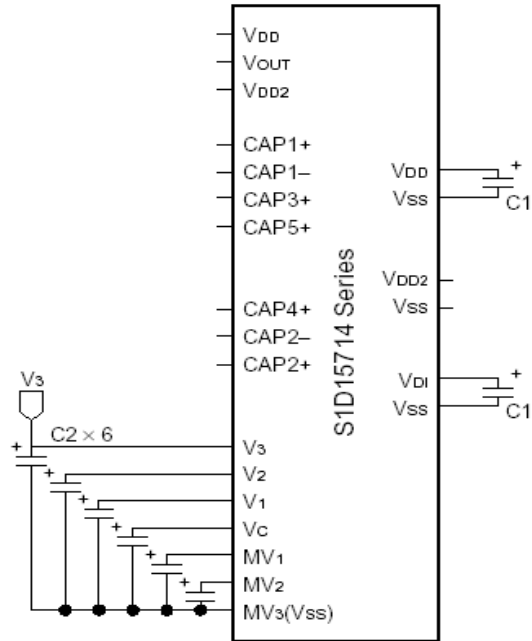 VDD
VOUT
VDD2
CAP1+
CAP1–
CAP3+
CAP5+
CAP4+
CAP2–
CAP2+
V3
C2 × 6
+
+
+
+
+
+
V3
V2
V1
VC
MV1
MV2
MV3(VSS)
S1D15714 Series
VDD
VSS
+
C1
VDD2
VSS
VDI
VSS
+
C1